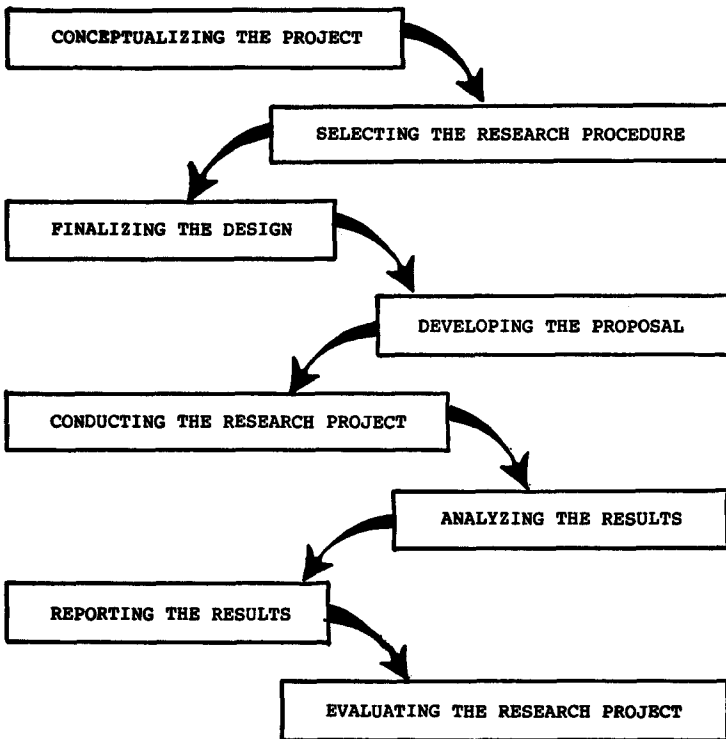 CONCEPTUALIZING THE PROJECT
SELECTING THE RESEARCH PROCEDURE
FINALIZING THE DESIGN
DEVELOPING THE PROPOSAL
CONDUCTING THE RESEARCH PROJECT
ANALYZING THE RESULTS
REPORTING THE RESULTS
EVALUATING THE RESEARCH PROJECT